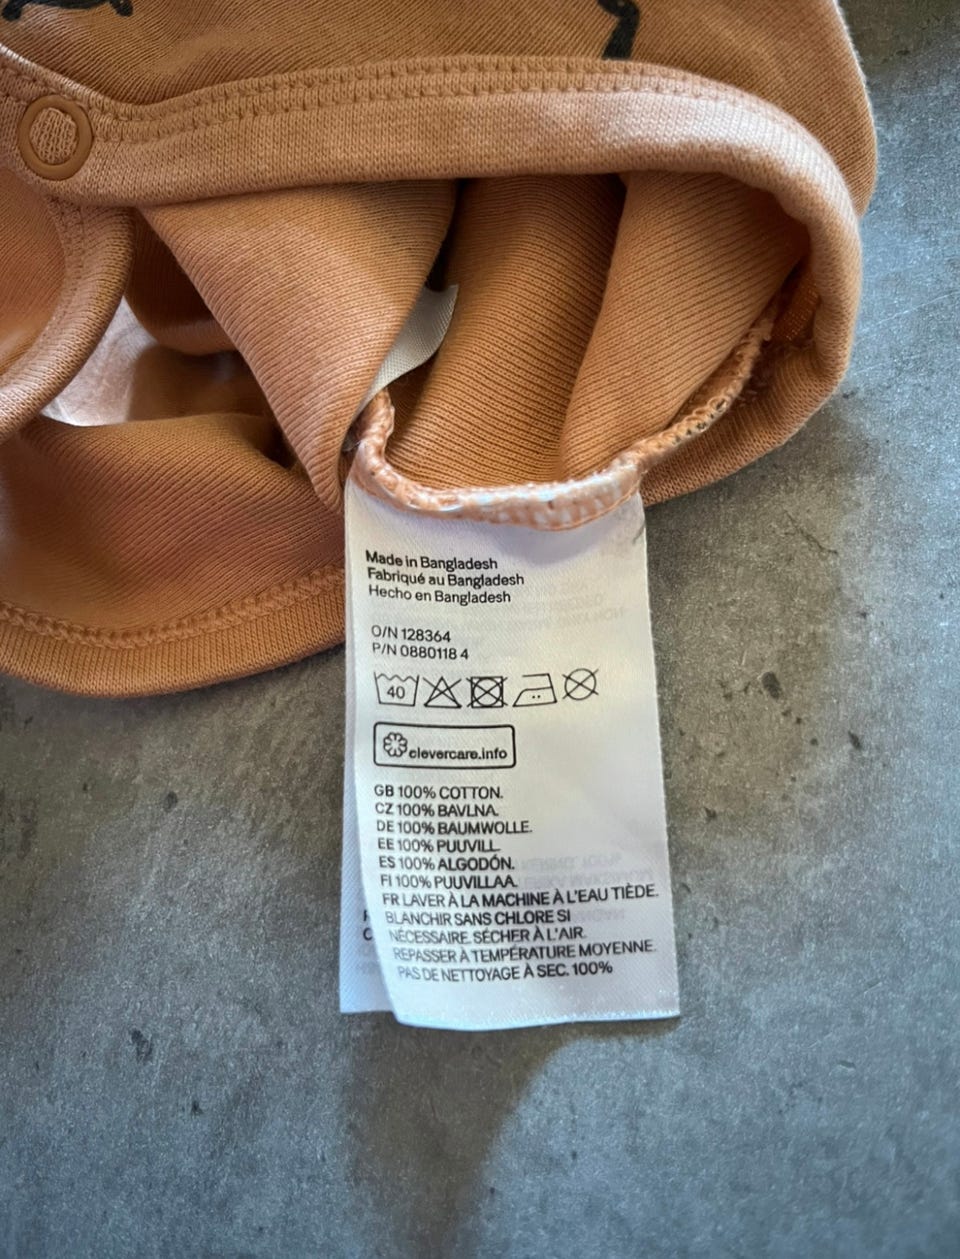 Made in Bangladesh
Fabriqué au Bangladesh
Hecho en Bangladesh
O/N 128364
P/N 0880118 4
40
clevercare.info
GB 100% COTTON.
CZ 100% BAVLNA.
DE 100% BAUMWOLLE.
EE 100% PUUVILL.
ES 100% ALGODÓN.
FI 100% PUUVILLAA.
FR LAVER À LA MACHINE À L'EAU TIÈDE.
BLANCHIR SANS CHLORE SI
NÉCESSAIRE. SÉCHER À L'AIR.
REPASSER À TEMPÉRATURE MOYENNE.
PAS DE NETTOYAGE À SEC. 100%